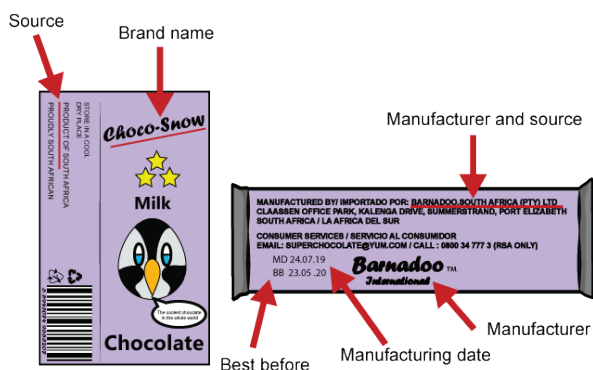 Source
Brand name
STORE IN A COOL
DRY PLACE
PRODUCT OF SOUTH AFRICA
PROUDLY SOUTH AFRICAN
Choco-Snow
Milk
The coolest chocolate
in the whole world
Chocolate
Manufacturer and source
MANUFACTURED BY/ IMPORTADO POR: BARNADOO.SOUTH AFRICA (PTY) LTD
CLAASSEN OFFICE PARK, KALENGA DRIVE, SUMMERSTRAND, PORT ELIZABETH
SOUTH AFRICA / LA AFRICA DEL SUR
CONSUMER SERVICES / SERVICIO AL CONSUMIDOR
EMAIL: SUPERCHOCOLATE@YUM.COM / CALL : 0800 34 777 3 (RSA ONLY)
MD 24.07.19
BB 23.05 .20
Barnadoo TM.
International
Best before
Manufacturing date
Manufacturer